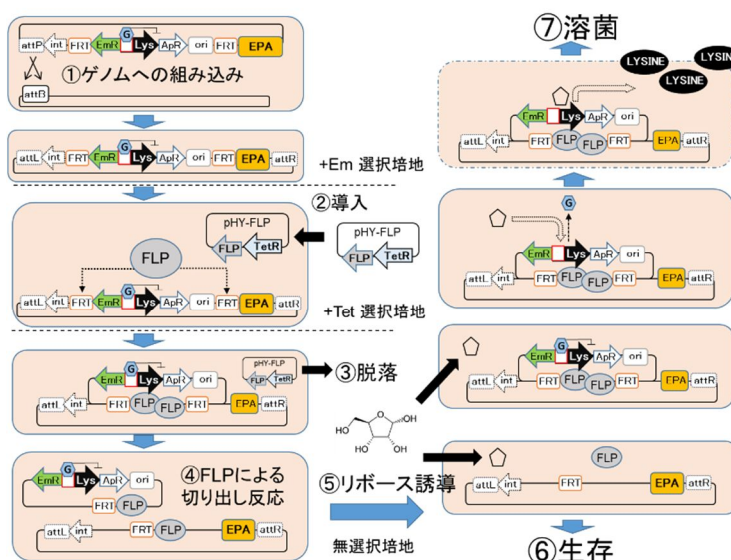 G
attP int FRT EmR Lys ApR ori FRT EPA
①ゲノムへの組み込み
attB
G
attL int FRT EmR Lys ApR ori FRT EPA attR
+Em 選択培地
②導入
pHY-FLP
FLP TetR
pHY-FLP
FLP TetR
FLP
G
attL int FRT EmR Lys ApR ori FRT EPA attR
+Tet 選択培地
G
EmR Lys ApR ori
pHY-FLP
FLP TetR
③脱落
attL int FRT FLP FLP FRT EPA attR
G
EmR Lys ApR ori
FRT FLP
④FLPによる
切り出し反応
attL int FRT FLP EPA attR
HO
O
OH
HO
OH
⑤リボース誘導
無選択培地
⑦溶菌
LYSINE
LYSINE
LYSIN
EmR Lys ApR ori
attL int FRT FLP FLP FRT EPA attR
G
EmR Lys ApR ori
attL int FRT FLP FLP FRT EPA attR
G
EmR Lys ApR ori
attL int FRT FLP FLP FRT EPA attR
FLP
attL int FRT EPA attR
⑥生存